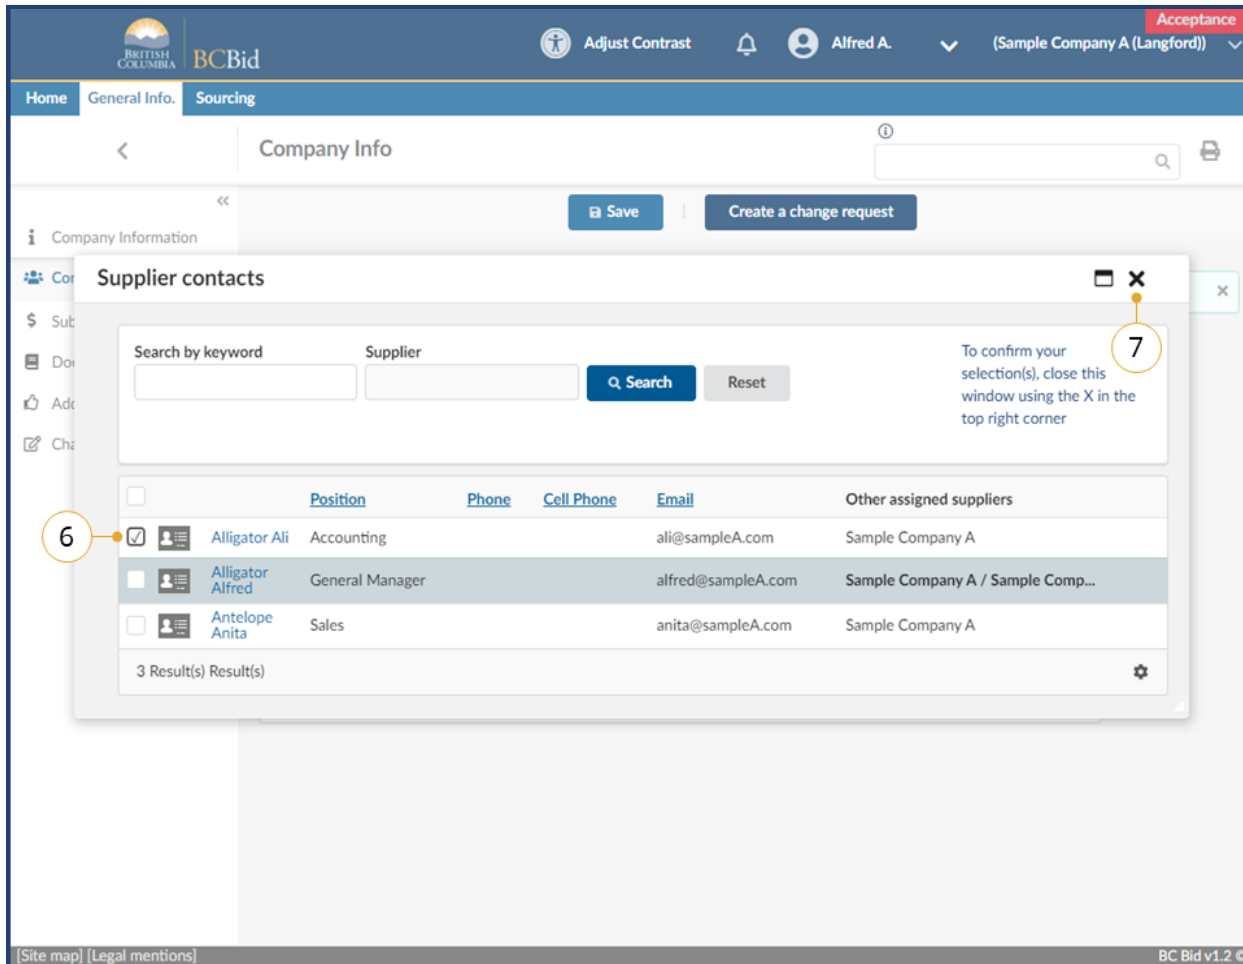 Acceptance
BRITISH
COLUMBIA
BCBid
Adjust Contrast
Alfred A.
(Sample Company A (Langford))
Home
General Info.
Sourcing
Company Info
Save
Create a change request
Company Information
Supplier contacts
Search by keyword
Supplier
Search
Reset
To confirm your
selection(s), close this
window using the X in the
top right corner
7
Position
Phone
Cell Phone
Email
Other assigned suppliers
6
Alligator Ali
Accounting
ali@sampleA.com
Sample Company A
Alligator
Alfred
General Manager
alfred@sampleA.com
Sample Company A / Sample Comp...
Antelope
Anita
Sales
anita@sampleA.com
Sample Company A
3 Result(s) Result(s)
[Site map] [Legal mentions]
BC Bid v1.2 ©